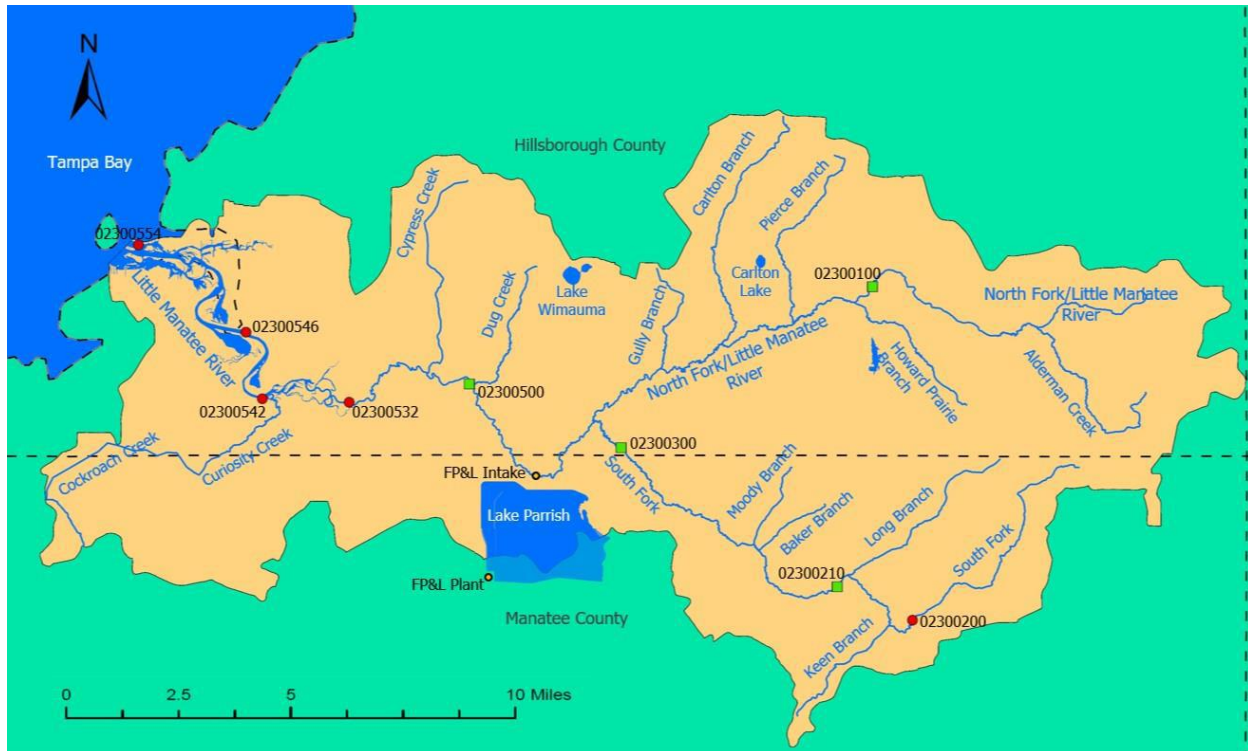 N
Tampa Bay
Hillsborough County
Carlton Branch
Pierce Branch
Cypress Creek
02300554
Little Manatee River
Dug Creek
Lake
Wimauma
Gully Branch
Carlton
Lake
02300100
North Fork/Little Manatee
River
02300546
North Fork/Little Manatee
River
Howard Prairie
Branch
Alderman Creek
02300542
02300532
02300500
02300300
Cockroach Creek
Curiosity Creek
FP&L Intake
South Fork
Moody Branch
Lake Parrish
Baker Branch
Long Branch
South Fork
FP&L Plant
02300210
Manatee County
Keen Branch
02300200
0 2.5 5 10 Miles